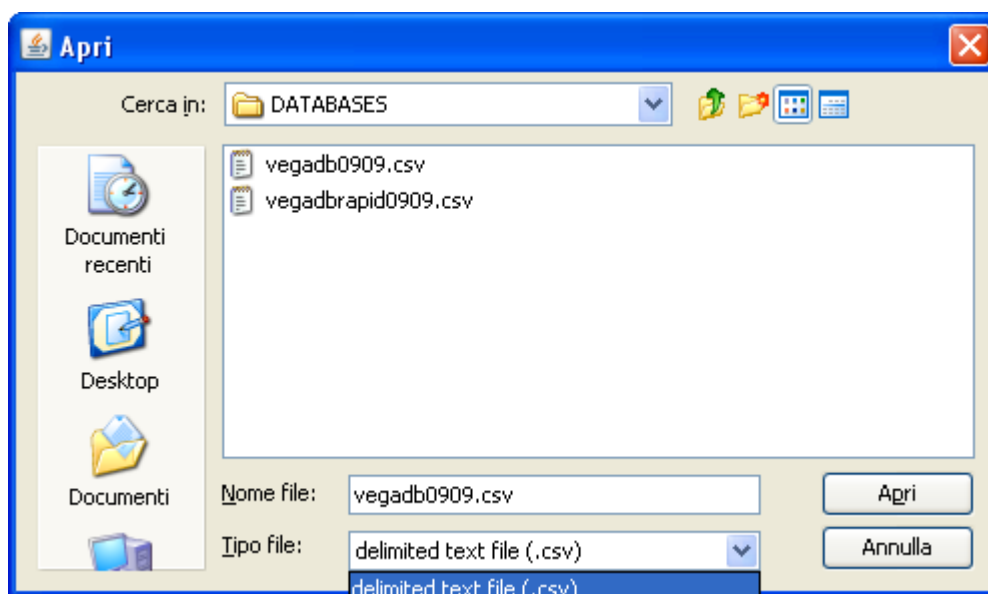 Apri
Cerca in: DATABASES
vegadb0909.csv
vegadbrapid0909.csv
Documenti
recenti
Desktop
Documenti
Nome file: vegadb0909.csv Apri
Tipo file: delimited text file (.csv) Annulla
delimited text file (.csv)